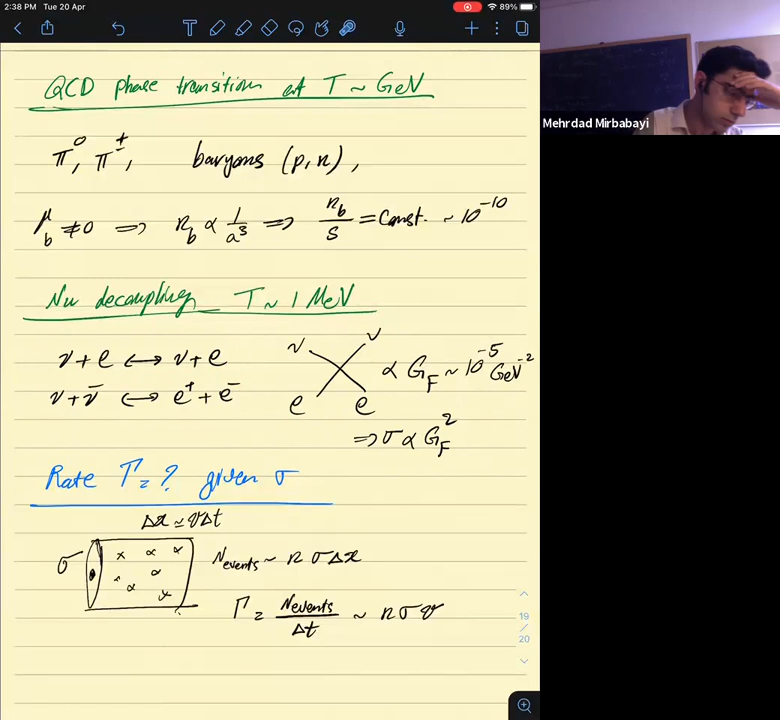 2:38 PM Tue 20 Apr
89%
QCD phase transition at T ~ GeV
π⁰, π±, baryons (p, n),
μ_b ≠ 0 ⟹ n_b ∝ 1/a³ ⟹ n_b/s = Const. ~ 10⁻¹⁰
Mehrdad Mirbabayi
Nu decoupling T ~ 1 MeV
ν + e ↔ ν + e
ν + ν̄ ↔ e⁺ + e⁻
ν ν
e e
∝ G_F ~ 10⁻⁵ GeV⁻²
⟹ σ ∝ G_F²
Rate Γ = ? given σ
Δx ≃ vΔt
σ
N_events ~ n σ Δx
Γ = N_events/Δt ~ n σ v
19
/
20